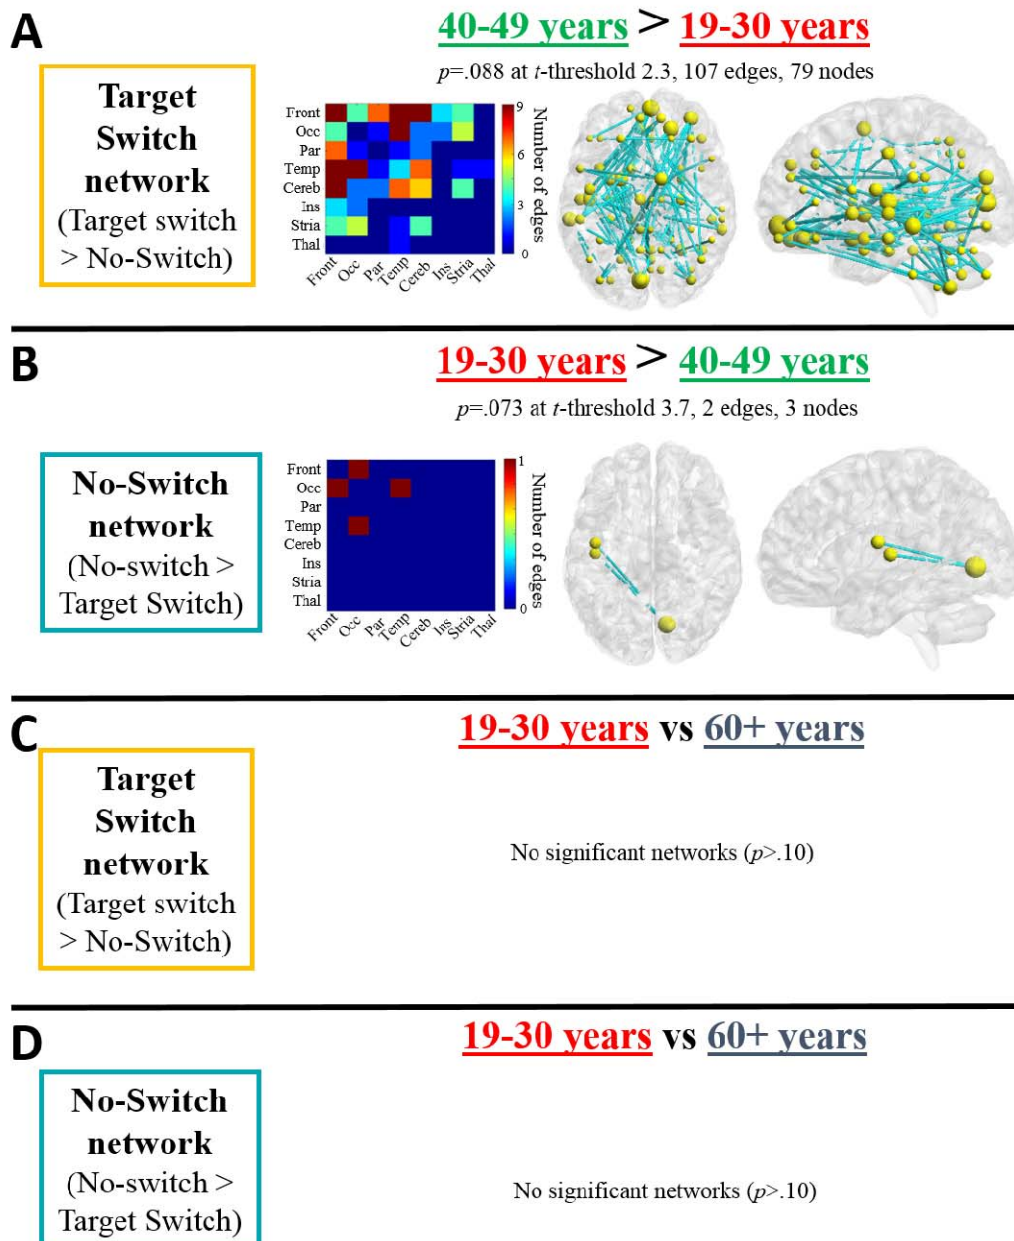 A
40-49 years > 19-30 years
p=.088 at t-threshold 2.3, 107 edges, 79 nodes
Target
Switch
network
(Target switch
> No-Switch)
Front
Occ
Par
Temp
Cereb
Ins
Stria
Thal
Front Occ Par Temp Cereb Ins Stria Thal
9
6
3
0
Number of edges
B
19-30 years > 40-49 years
p=.073 at t-threshold 3.7, 2 edges, 3 nodes
No-Switch
network
(No-switch >
Target Switch)
Front
Occ
Par
Temp
Cereb
Ins
Stria
Thal
Front Occ Par Temp Cereb Ins Stria Thal
1
0
Number of edges
C
19-30 years vs 60+ years
Target
Switch
network
(Target switch
> No-Switch)
No significant networks (p>.10)
D
19-30 years vs 60+ years
No-Switch
network
(No-switch >
Target Switch)
No significant networks (p>.10)